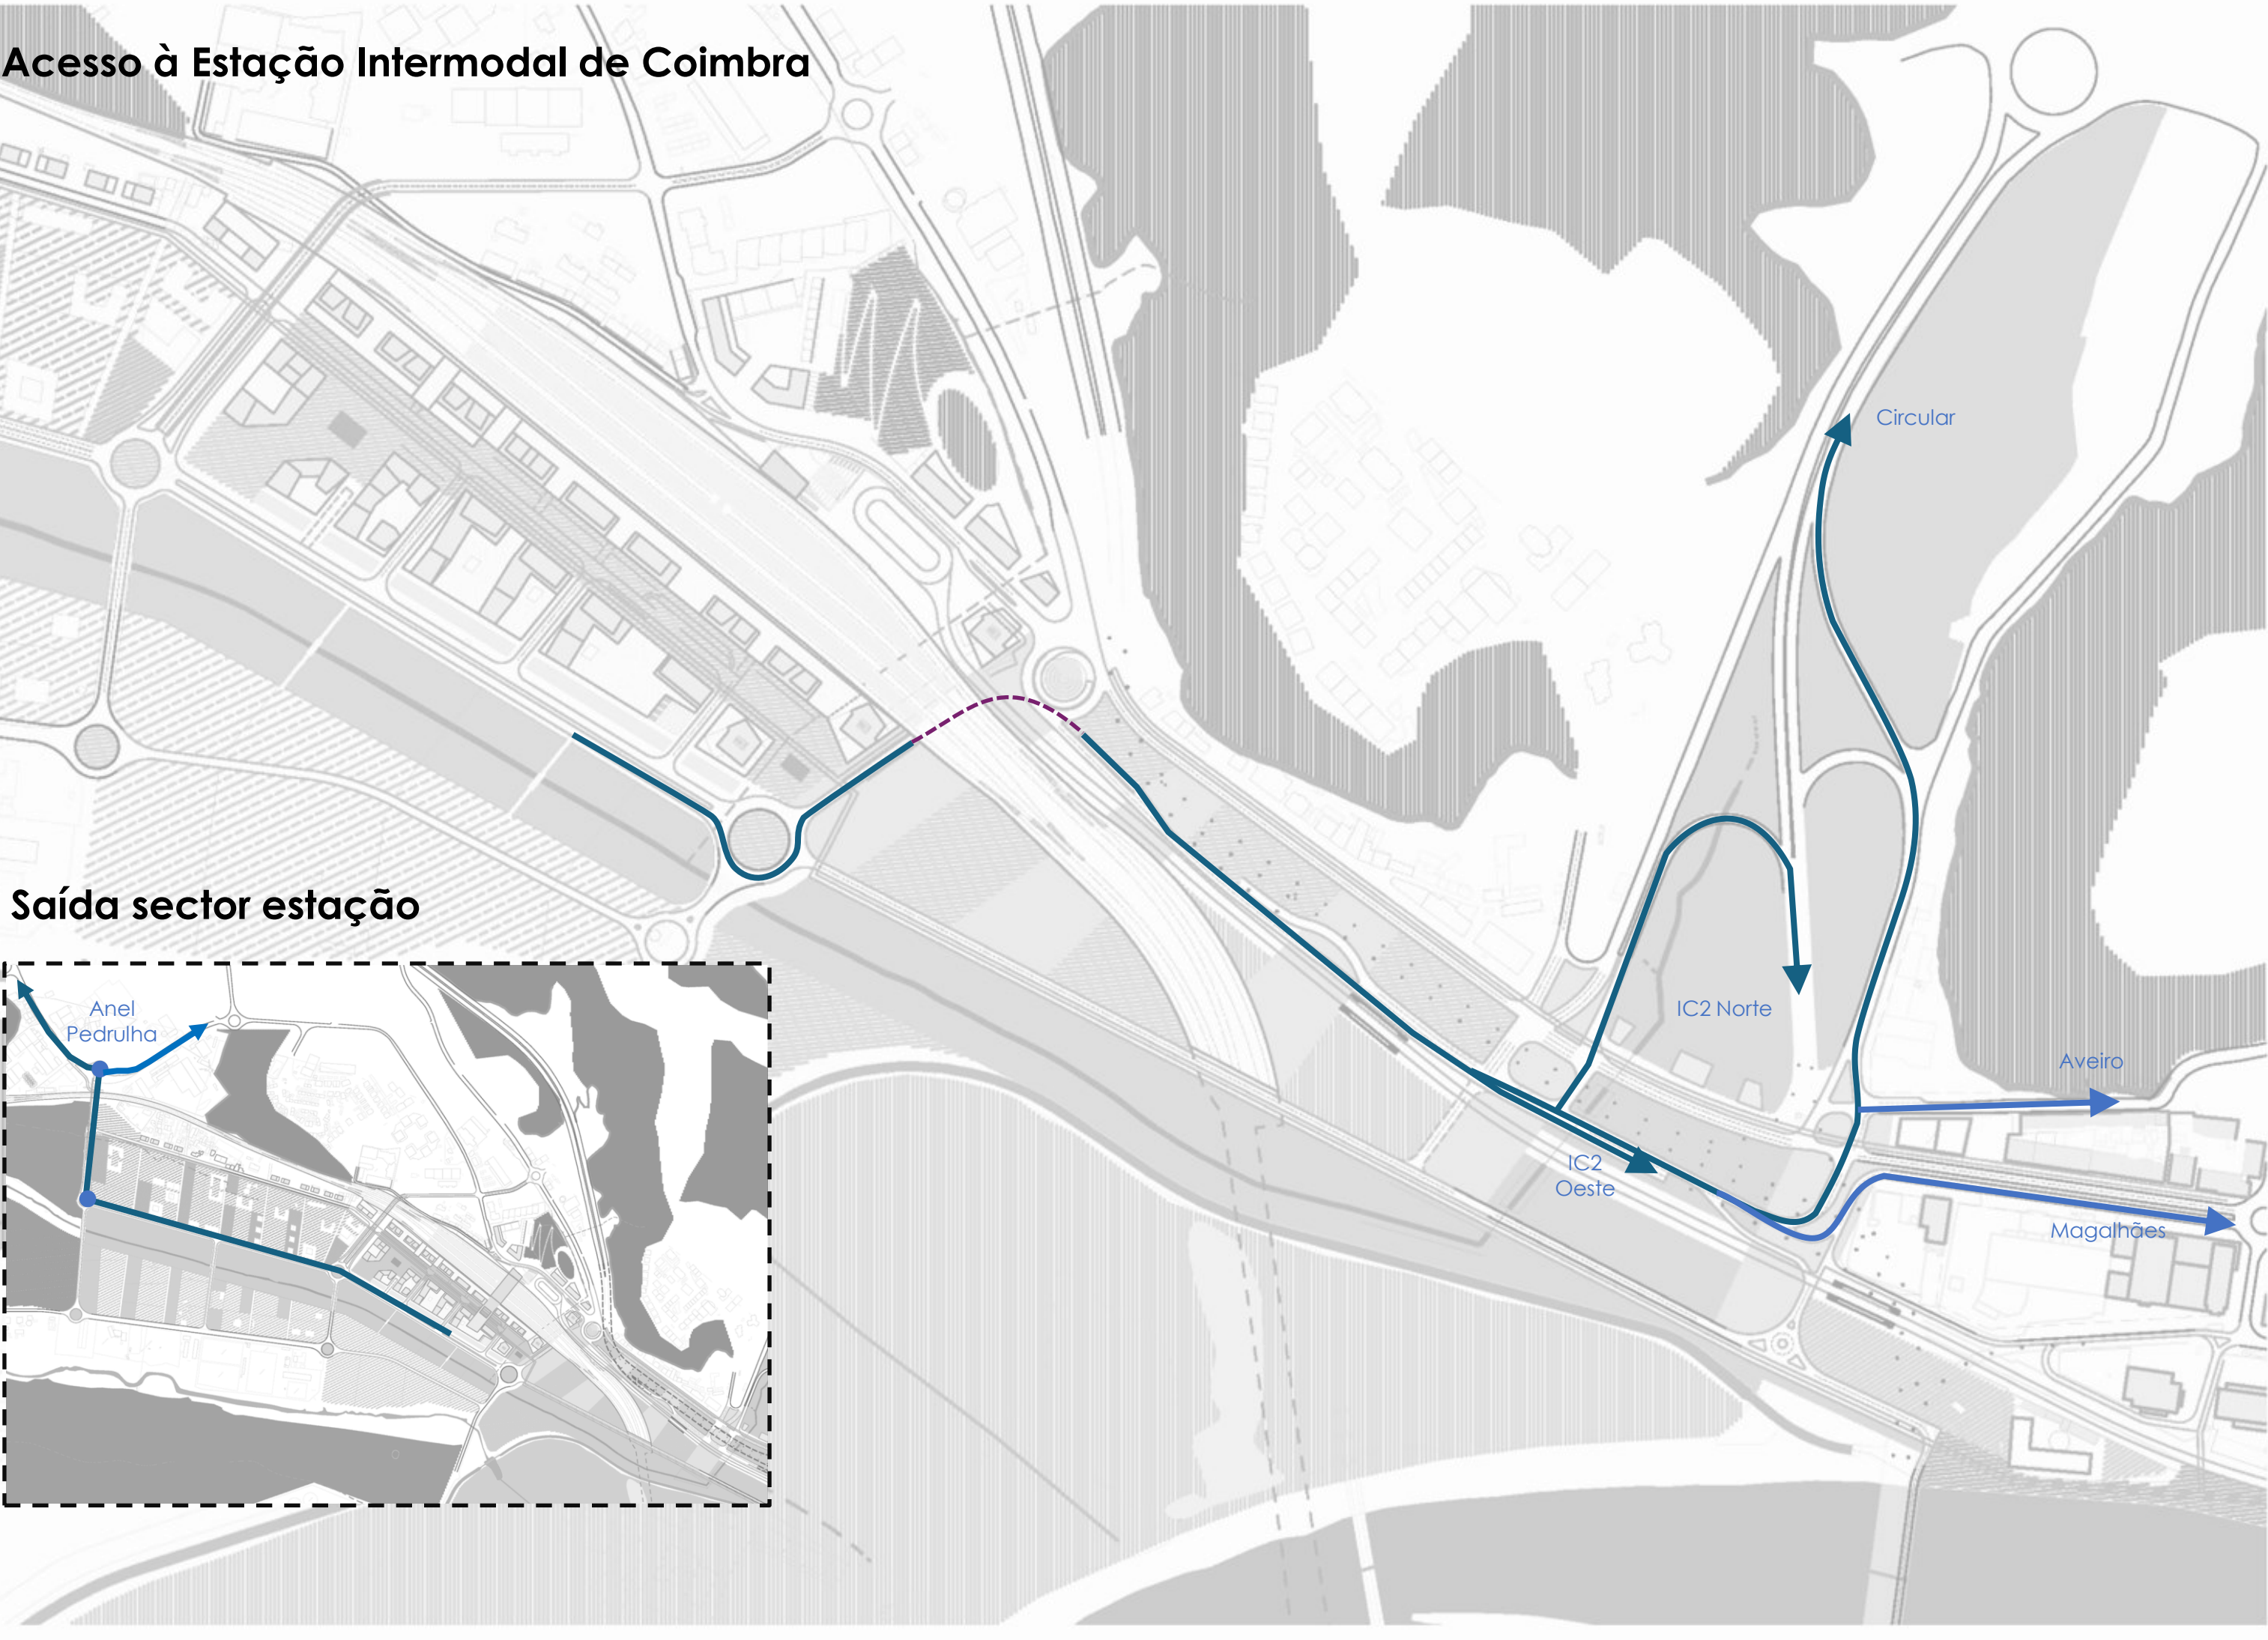 Acesso à Estação Intermodal de Coimbra
Circular
Saída sector estação
Anel
Pedrulha
IC2 Norte
Aveiro
IC2
Oeste
Magalhães